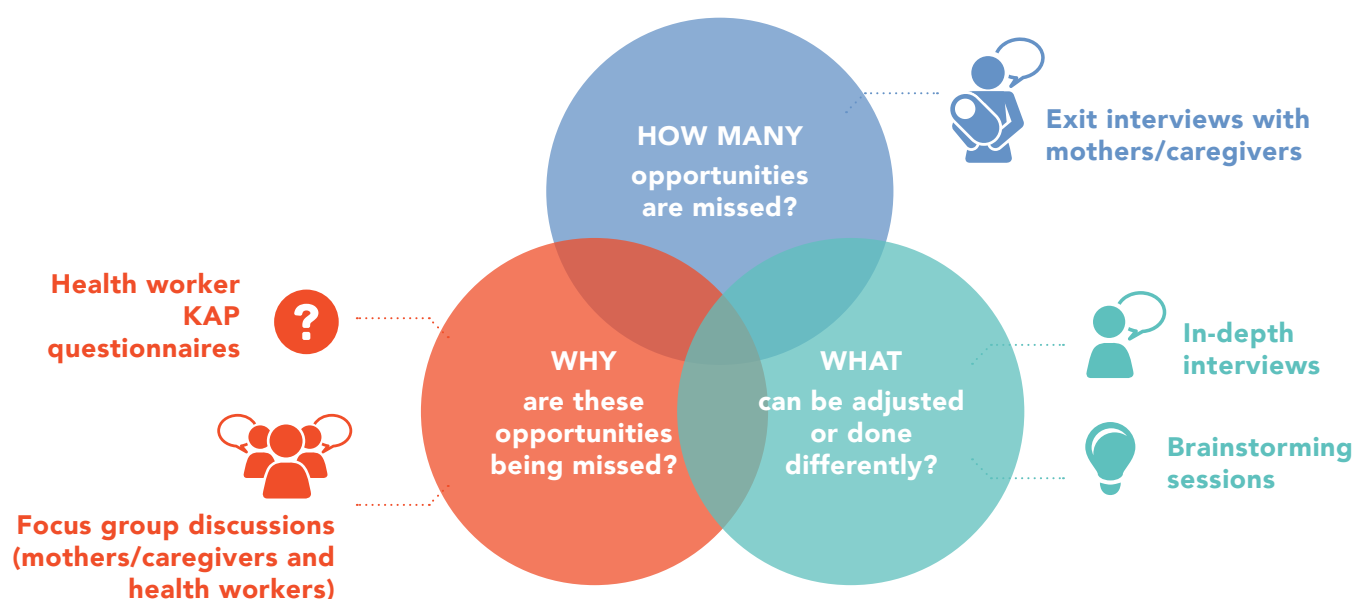 HOW MANY
opportunities
are missed?
Exit interviews with
mothers/caregivers
Health worker
KAP
questionnaires
?
WHY
are these
opportunities
being missed?
WHAT
can be adjusted
or done
differently?
In-depth
interviews
Brainstorming
sessions
Focus group discussions
(mothers/caregivers and
health workers)